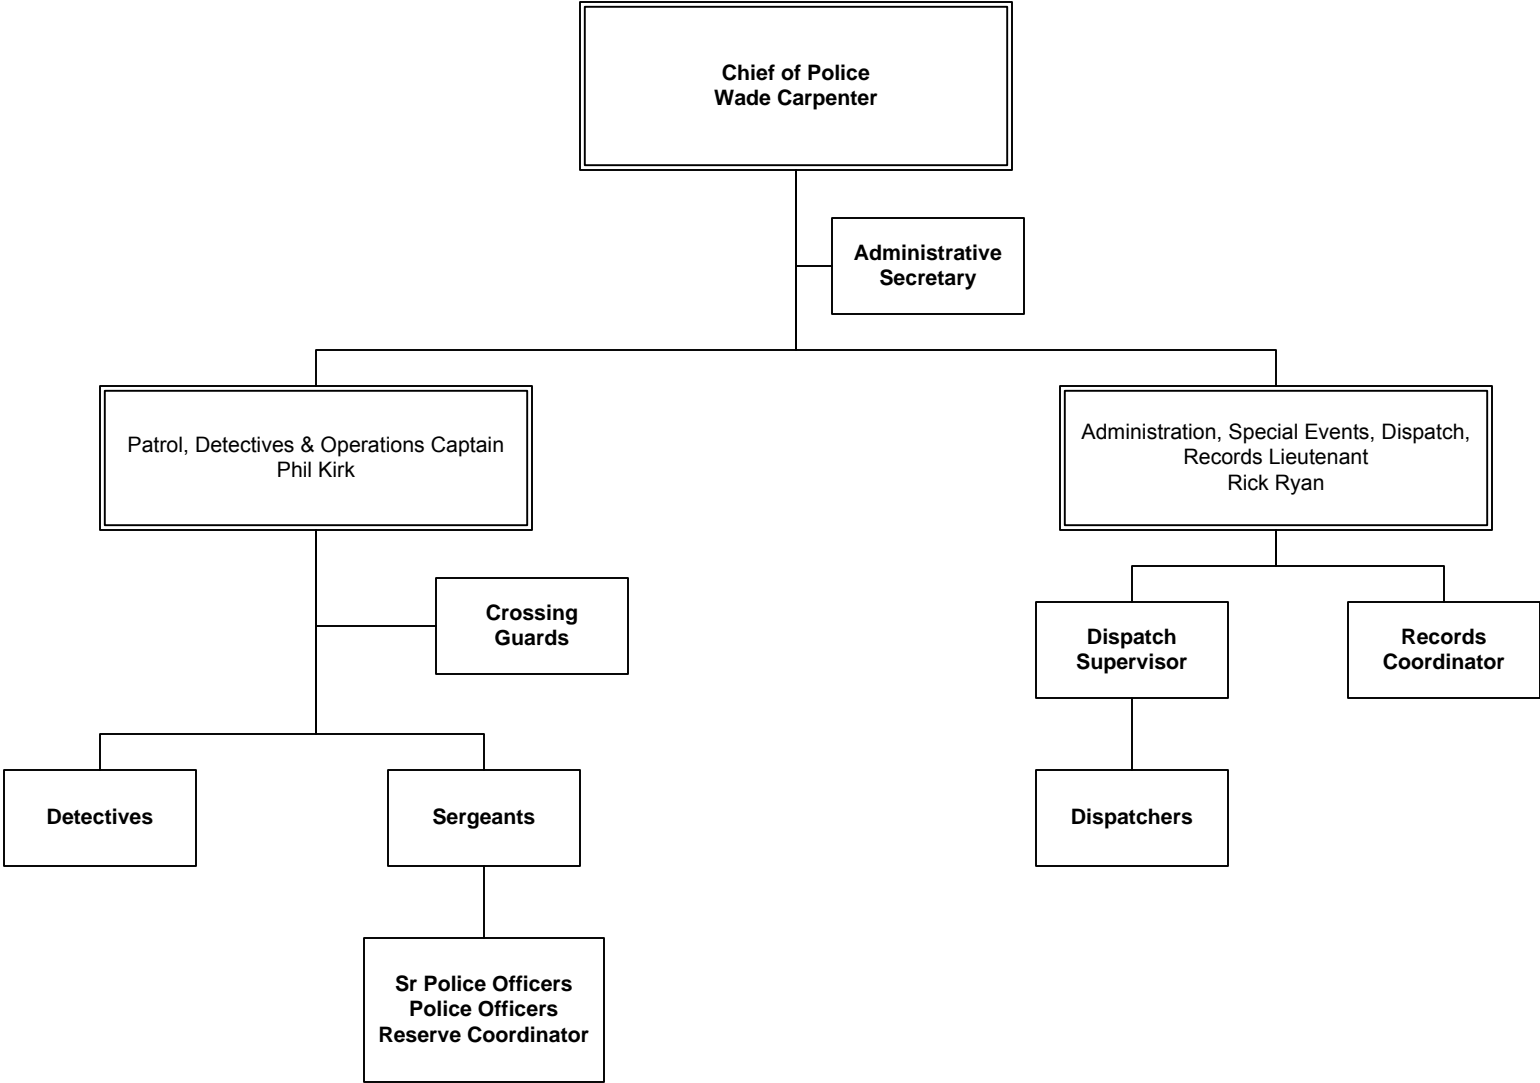 Chief of Police
Wade Carpenter
Administrative
Secretary
Patrol, Detectives & Operations Captain
Phil Kirk
Administration, Special Events, Dispatch,
Records Lieutenant
Rick Ryan
Crossing
Guards
Dispatch
Supervisor
Records
Coordinator
Detectives
Sergeants
Dispatchers
Sr Police Officers
Police Officers
Reserve Coordinator